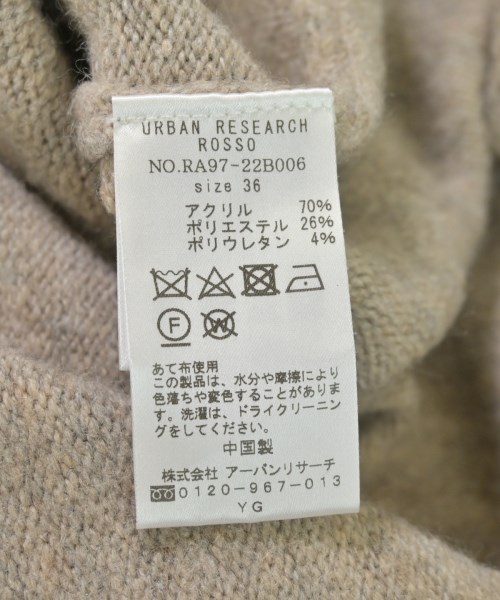 URBAN RESEARCH
ROSSO
NO.RA97-22B006
size 36
アクリル 70%
ポリエステル 26%
ポリウレタン 4%
F
W
あて布使用
この製品は、水分や摩擦により
色落ちや変色することがありま
す。洗濯は、ドライクリーニン
グをしてください。
中国製
株式会社 アーバンリサーチ
0120-967-013
YG